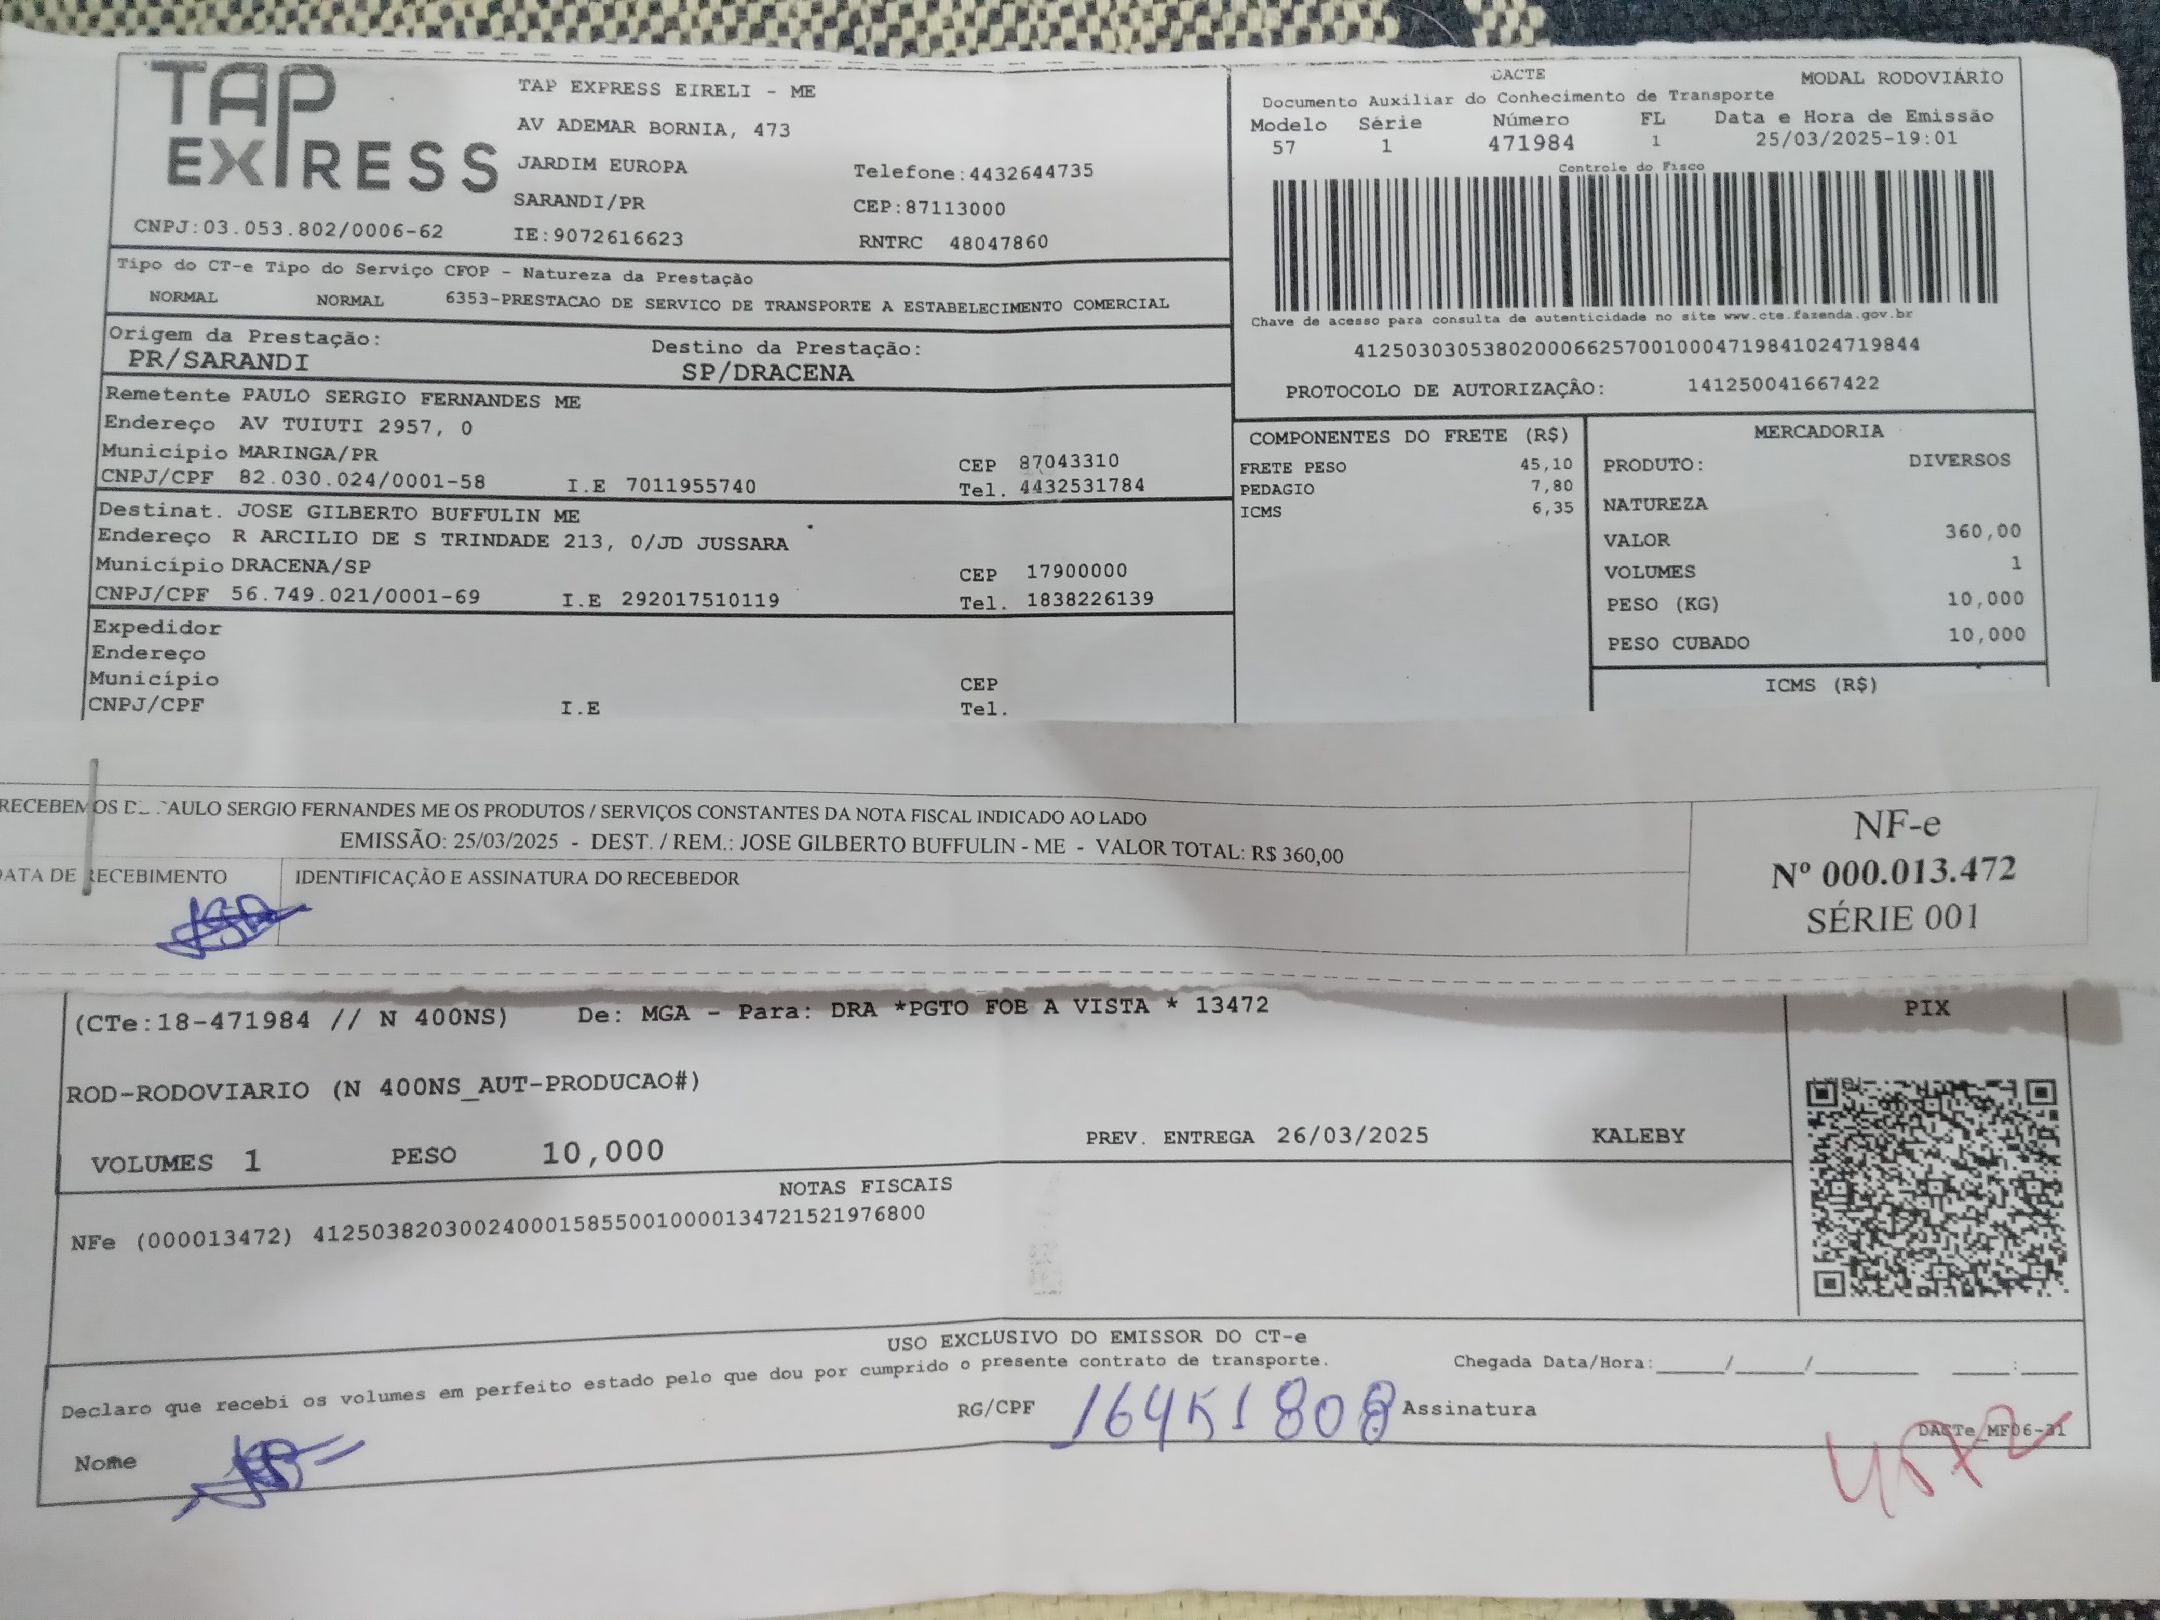 TAP EXPRESS
TAP EXPRESS EIRELI - ME
AV ADEMAR BORNIA, 473
JARDIM EUROPA Telefone:4432644735
SARANDI/PR CEP:87113000
CNPJ:03.053.802/0006-62 IE:9072616623 RNTRC 48047860
DACTE MODAL RODOVIÁRIO
Documento Auxiliar do Conhecimento de Transporte
Modelo Série Número FL Data e Hora de Emissão
57 1 471984 1 25/03/2025-19:01
Controle do Fisco
Chave de acesso para consulta de autenticidade no site www.cte.fazenda.gov.br
41250303053802000662570010004719841024719844
PROTOCOLO DE AUTORIZAÇÂO: 141250041667422
Tipo do CT-e Tipo do Serviço CFOP - Natureza da Prestação
NORMAL NORMAL 6353-PRESTACAO DE SERVICO DE TRANSPORTE A ESTABELECIMENTO COMERCIAL
Origem da Prestação: Destino da Prestação:
PR/SARANDI SP/DRACENA
Remetente PAULO SERGIO FERNANDES ME
Endereço AV TUIUTI 2957, 0
Município MARINGA/PR CEP 87043310
CNPJ/CPF 82.030.024/0001-58 I.E 7011955740 Tel. 4432531784
Destinat. JOSE GILBERTO BUFFULIN ME
Endereço R ARCILIO DE S TRINDADE 213, 0/JD JUSSARA
Município DRACENA/SP CEP 17900000
CNPJ/CPF 56.749.021/0001-69 I.E 292017510119 Tel. 1838226139
Expedidor
Endereço
Município CEP
CNPJ/CPF I.E Tel.
COMPONENTES DO FRETE (R$)
FRETE PESO 45,10
PEDAGIO 7,80
ICMS 6,35
MERCADORIA
PRODUTO: DIVERSOS
NATUREZA
VALOR 360,00
VOLUMES 1
PESO (KG) 10,000
PESO CUBADO 10,000
ICMS (R$)
RECEBEMOS AULO SERGIO FERNANDES ME OS PRODUTOS / SERVIÇOS CONSTANTES DA NOTA FISCAL INDICADO AO LADO
EMISSÃO: 25/03/2025 - DEST. / REM.: JOSE GILBERTO BUFFULIN - ME - VALOR TOTAL: R$ 360,00
DATA DE RECEBIMENTO IDENTIFICAÇÃO E ASSINATURA DO RECEBEDOR
NF-e
Nº 000.013.472
SÉRIE 001
(CTe:18-471984 // N 400NS) De: MGA - Para: DRA *PGTO FOB A VISTA * 13472
PIX
ROD-RODOVIARIO (N 400NS_AUT-PRODUCAO#)
VOLUMES 1 PESO 10,000 PREV. ENTREGA 26/03/2025 KALEBY
NOTAS FISCAIS
NFe (000013472) 41250382030024000158550010000134721521976800
USO EXCLUSIVO DO EMISSOR DO CT-e
Declaro que recebi os volumes em perfeito estado pelo que dou por cumprido o presente contrato de transporte. Chegada Data/Hora:_____/_____/________ ____:____
Nome RG/CPF Assinatura
DACTe_MF06-31